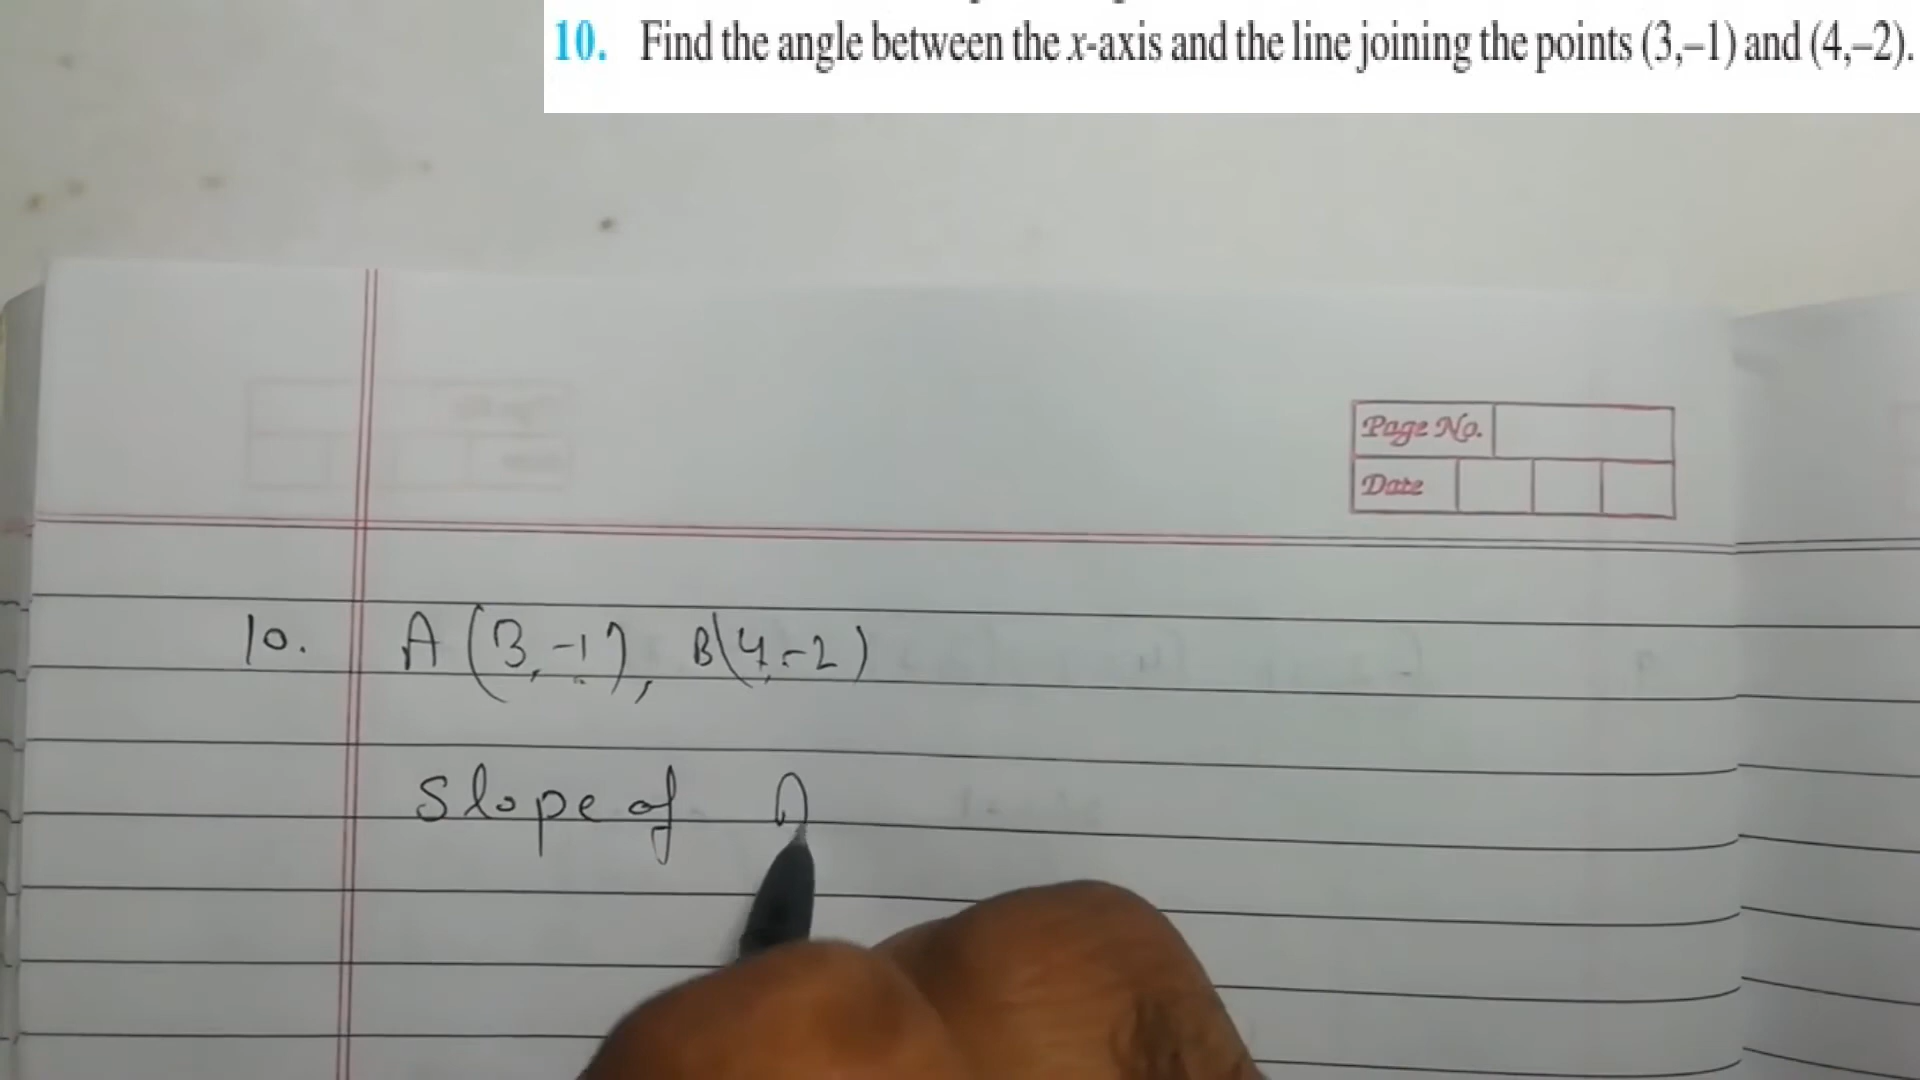 10. Find the angle between the x-axis and the line joining the points (3,–1) and (4,–2).
Page No.
Date
10. A (3, -1), B(4, -2)
Slope of A